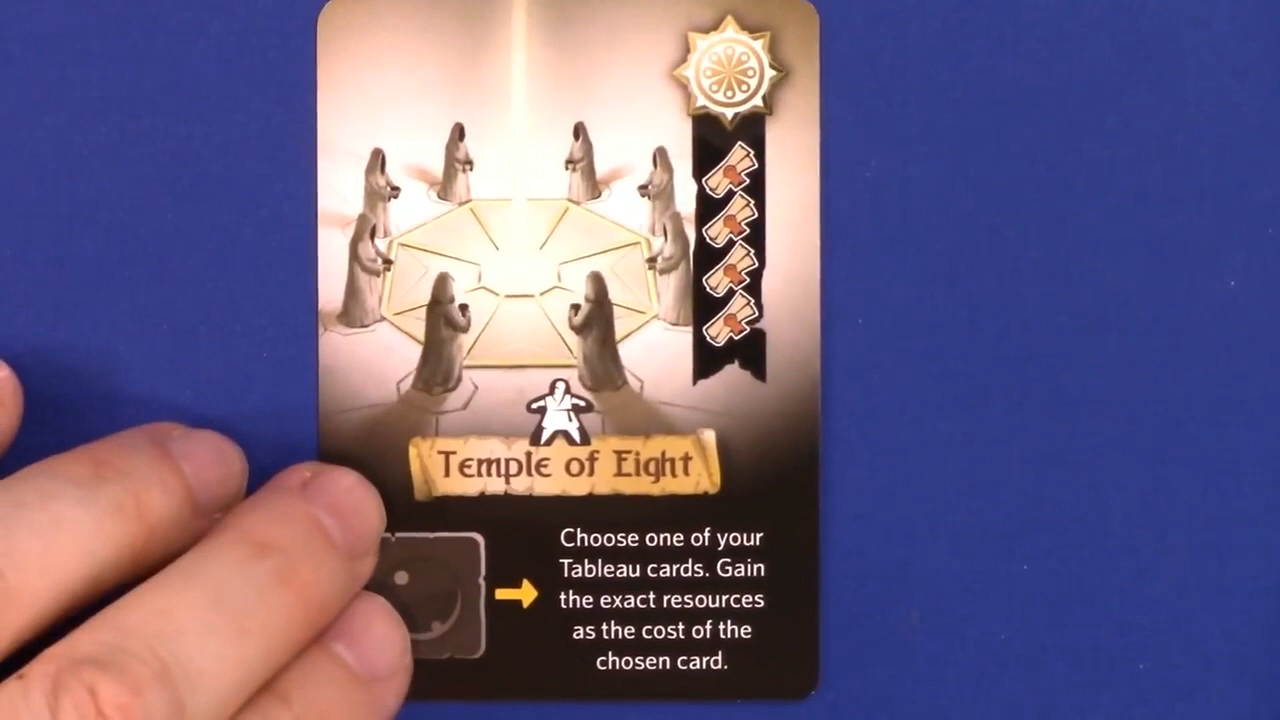 Temple of Eight
Choose one of your
Tableau cards. Gain
the exact resources
as the cost of the
chosen card.